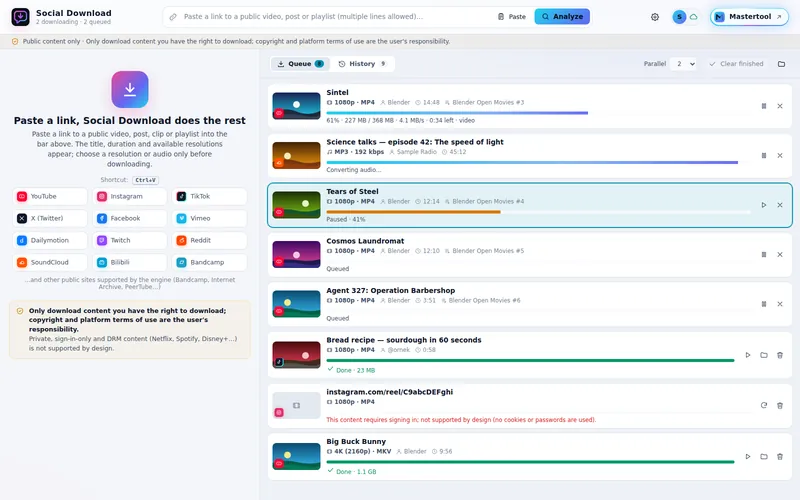 Social Download
2 downloading · 2 queued
Paste a link to a public video, post or playlist (multiple lines allowed)...
Paste
Analyze
S
Mastertool
Public content only · Only download content you have the right to download; copyright and platform terms of use are the user's responsibility.
Paste a link, Social Download does the rest
Paste a link to a public video, post, clip or playlist into the
bar above. The title, duration and available resolutions
appear; choose a resolution or audio only before
downloading.
Shortcut: Ctrl+V
YouTube
Instagram
TikTok
X (Twitter)
Facebook
Vimeo
Dailymotion
Twitch
Reddit
SoundCloud
Bilibili
Bandcamp
...and other public sites supported by the engine (Bandcamp, Internet
Archive, PeerTube...)
Only download content you have the right to download;
copyright and platform terms of use are the user's
responsibility.
Private, sign-in-only and DRM content (Netflix, Spotify, Disney+...)
is not supported by design.
Queue 8
History 9
Parallel 2
Clear finished
Sintel
1080p · MP4 Blender 14:48 Blender Open Movies #3
61% · 227 MB / 368 MB · 4.1 MB/s · 0:34 left · video
Science talks — episode 42: The speed of light
MP3 · 192 kbps Sample Radio 45:12
Converting audio...
Tears of Steel
1080p · MP4 Blender 12:14 Blender Open Movies #4
Paused · 41%
Cosmos Laundromat
1080p · MP4 Blender 12:10 Blender Open Movies #5
Queued
Agent 327: Operation Barbershop
1080p · MP4 Blender 3:51 Blender Open Movies #6
Queued
Bread recipe — sourdough in 60 seconds
1080p · MP4 @ornek 0:58
Done · 23 MB
instagram.com/reel/C9abcDEFghi
1080p · MP4
This content requires signing in; not supported by design (no cookies or passwords are used).
Big Buck Bunny
4K (2160p) · MKV Blender 9:56
Done · 1.1 GB